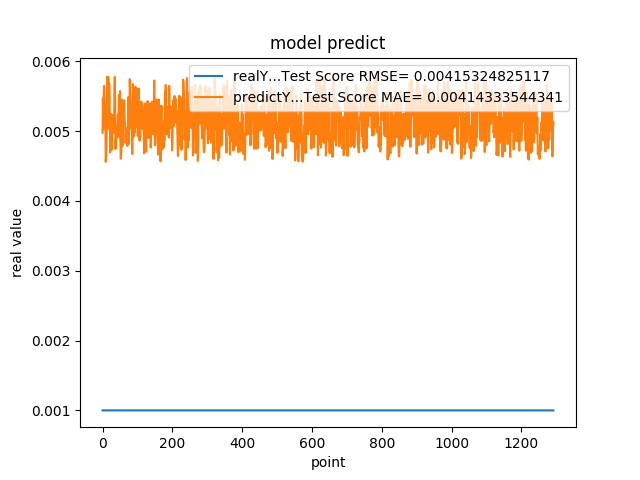 model predict
realY...Test Score RMSE= 0.00415324825117
predictY...Test Score MAE= 0.00414333544341
0.006
0.005
0.004
0.003
0.002
0.001
real value
0 200 400 600 800 1000 1200
point